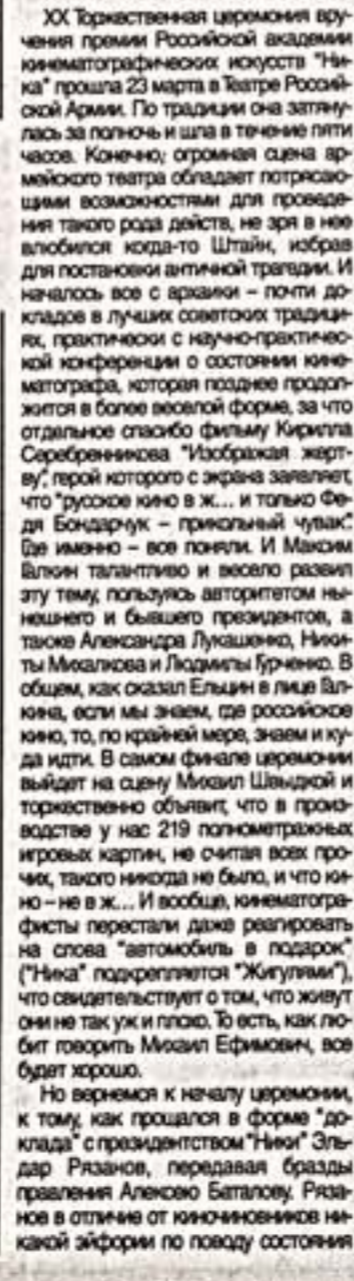 XX Торжественная церемония вру-
чения премии Российской академии
кинематографических искусств "Ни-
ка" прошла 23 марта в Театре Россий-
ской Армии. По традиции она затяну-
лась за полночь и шла в течение пяти
часов. Конечно, огромная сцена ар-
мейского театра обладает потрясаю-
щими возможностями для проведе-
ния такого рода действ, не зря в нее
влюбился когда-то Штайн, избрав
для постановки античной трагедии. И
началось все с архаики – почти до-
кладов в лучших советских традици-
ях, практически с научно-практичес-
кой конференции о состоянии кине-
матографа, которая позднее продол-
жится в более веселой форме, за что
отдельное спасибо фильму Кирилла
Серебренникова "Изображая жерт-
ву", герой которого с экрана заявляет,
что "русское кино в ж... и только Фе-
дя Бондарчук – прикольный чувак".
Где именно – все поняли. И Максим
Галкин талантливо и весело развил
эту тему, пользуясь авторитетом ны-
нешнего и бывшего президентов, а
также Александра Лукашенко, Ники-
ты Михалкова и Людмилы Гурченко. В
общем, как сказал Ельцин в лице Гал-
кина, если мы знаем, где российское
кино, то, по крайней мере, знаем и ку-
да идти. В самом финале церемонии
выйдет на сцену Михаил Швыдкой и
торжественно объявит, что в произ-
водстве у нас 219 полнометражных
игровых картин, не считая всех про-
чих, такого никогда не было, и что ки-
но – не в ж... И вообще, кинематогра-
фисты перестали даже реагировать
на слова "автомобиль в подарок"
("Ника" подкрепляется "Жигулями"),
что свидетельствует о том, что живут
они не так уж и плохо. То есть, как лю-
бит говорить Михаил Ефимович, все
будет хорошо.
Но вернемся к началу церемонии,
к тому, как прощался в форме "до-
клада" с президентством "Ники" Эль-
дар Рязанов, передавая бразды
правления Алексею Баталову. Ряза-
нов в отличие от киночиновников ни-
какой эйфории по поводу состояния